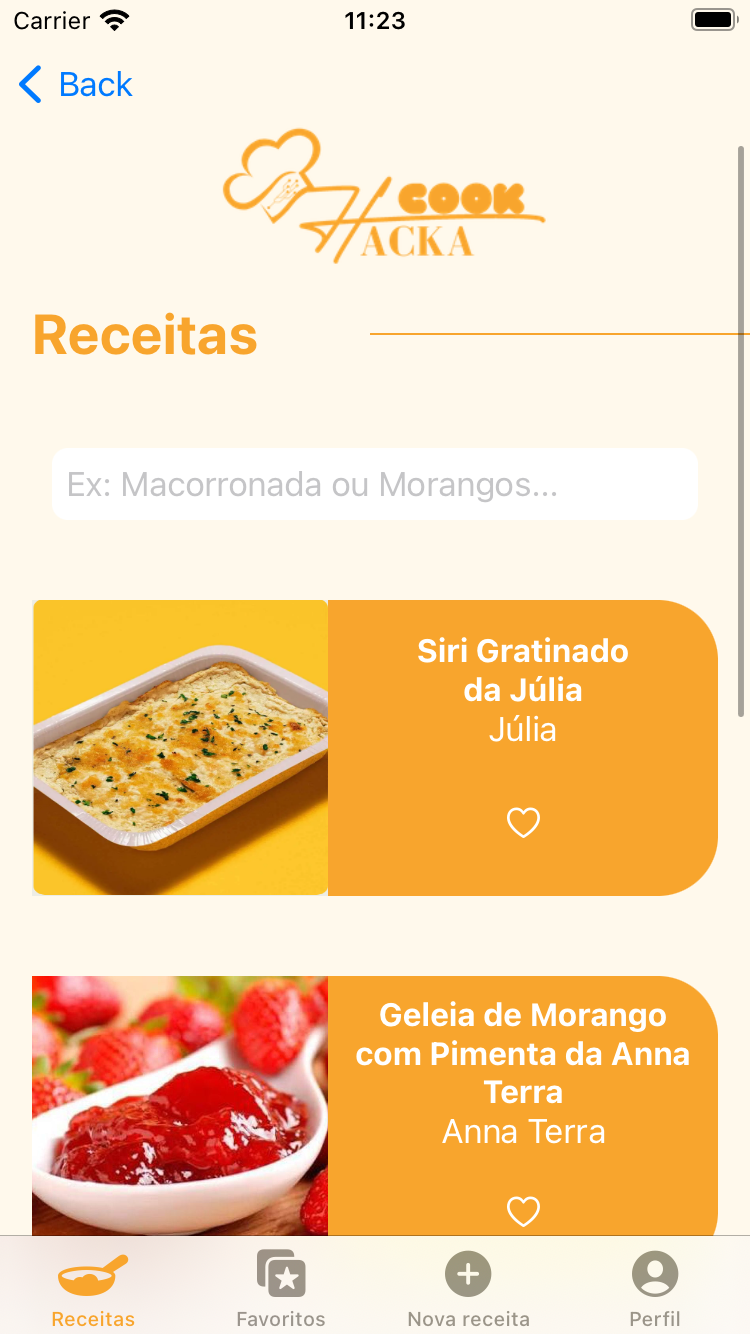 Carrier 11:23
Back
COOK
HACKA
Receitas
Ex: Macorronada ou Morangos...
Siri Gratinado
da Júlia
Júlia
Geleia de Morango
com Pimenta da Anna
Terra
Anna Terra
Receitas Favoritos Nova receita Perfil